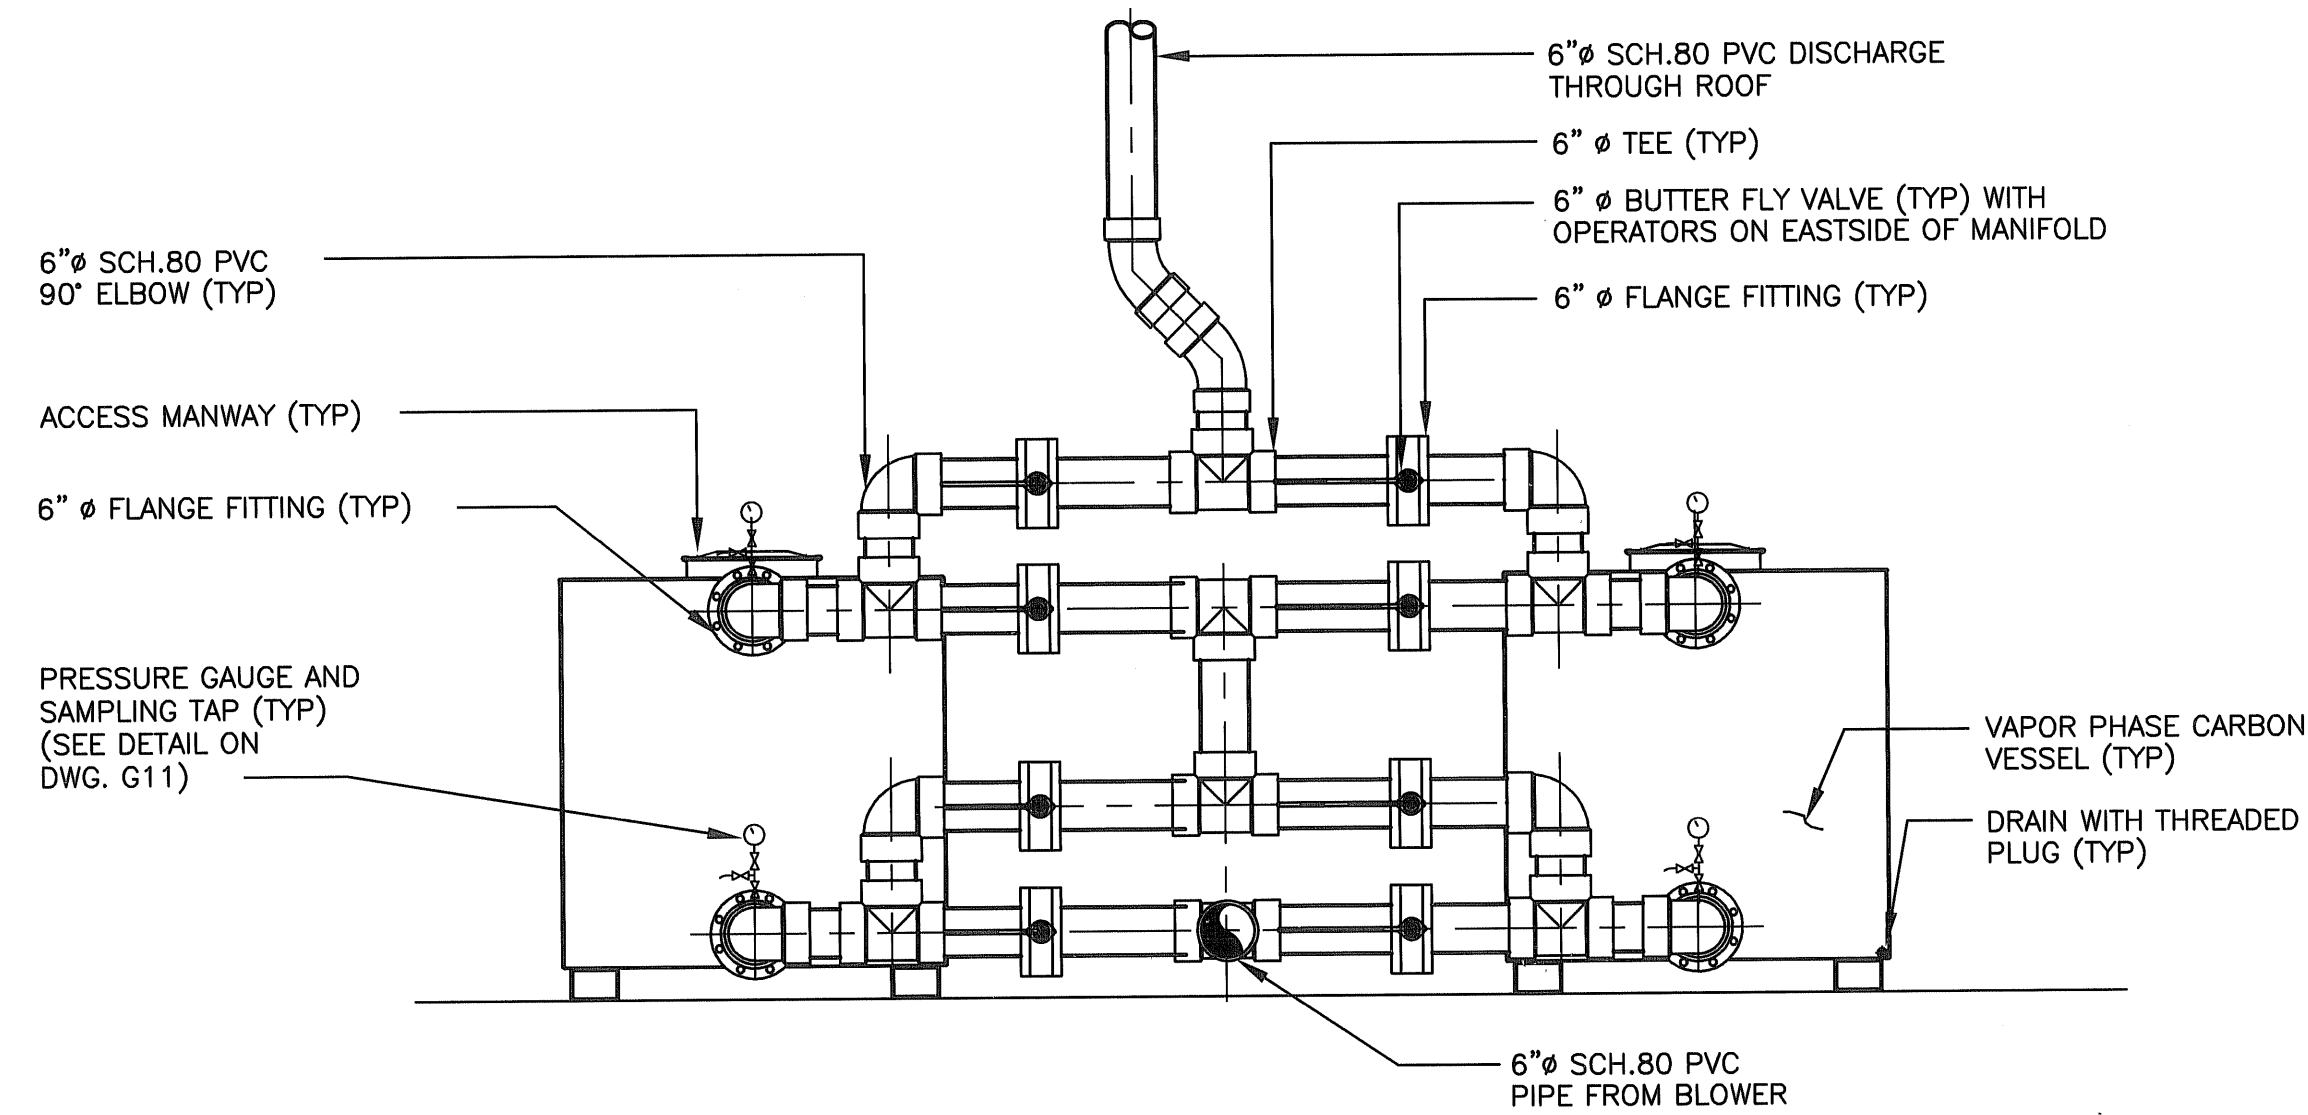 6"ø SCH.80 PVC DISCHARGE
THROUGH ROOF
6" ø TEE (TYP)
6" ø BUTTER FLY VALVE (TYP) WITH
OPERATORS ON EASTSIDE OF MANIFOLD
6" ø FLANGE FITTING (TYP)
6"ø SCH.80 PVC
90° ELBOW (TYP)
ACCESS MANWAY (TYP)
6" ø FLANGE FITTING (TYP)
PRESSURE GAUGE AND
SAMPLING TAP (TYP)
(SEE DETAIL ON
DWG. G11)
VAPOR PHASE CARBON
VESSEL (TYP)
DRAIN WITH THREADED
PLUG (TYP)
6"ø SCH.80 PVC
PIPE FROM BLOWER